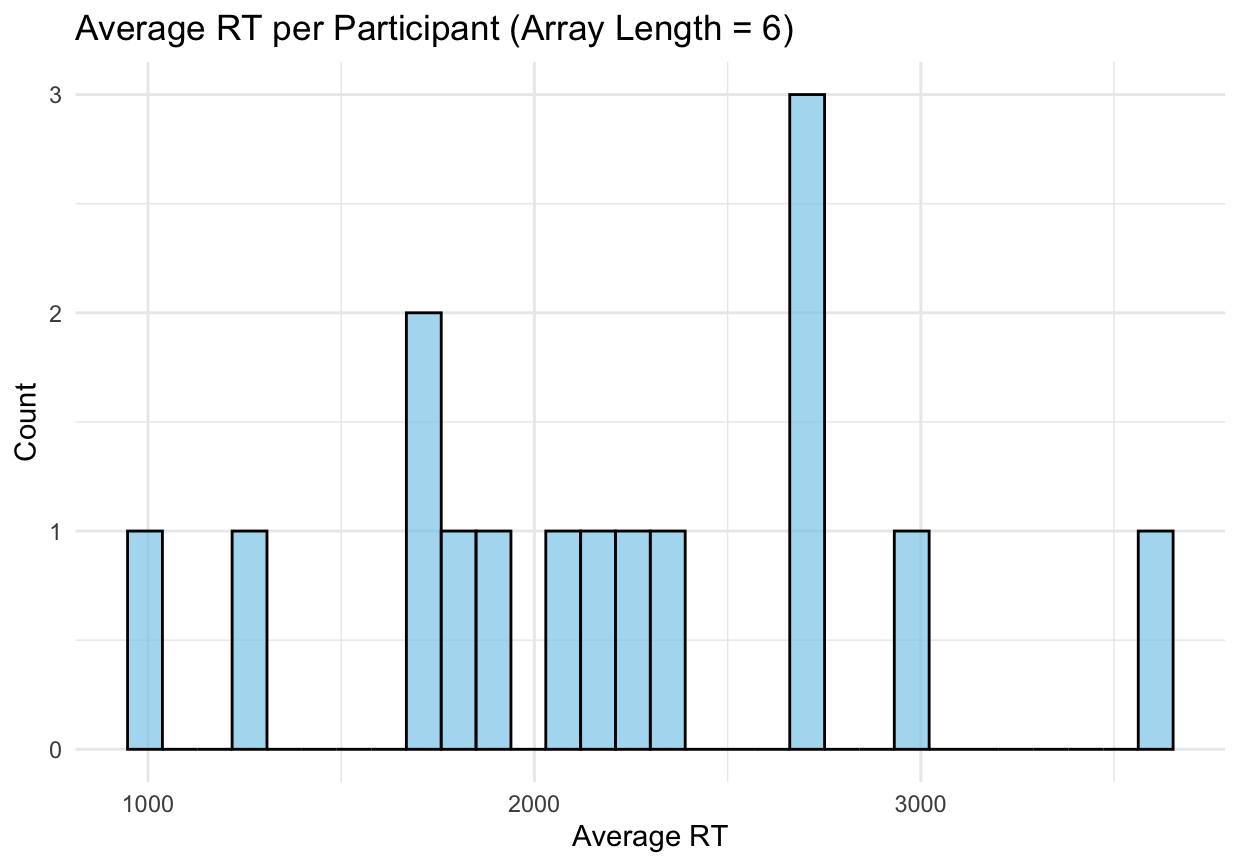 Average RT per Participant (Array Length = 6)
3
2
1
0
Count
1000 2000 3000
Average RT